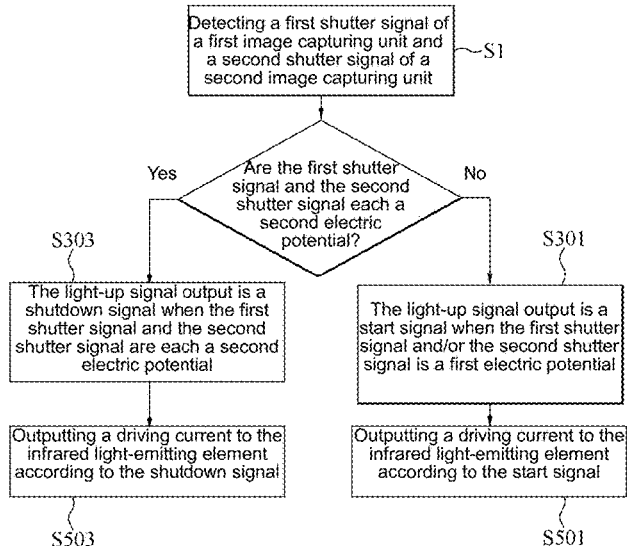 Detecting a first shutter signal of
a first image capturing unit and
a second shutter signal of a
second image capturing unit
S1
Yes
Are the first shutter
signal and the second
shutter signal each a
second electric
potential?
No
S303
The light-up signal output is a
shutdown signal when the first
shutter signal and the second
shutter signal are each a second
electric potential
S301
The light-up signal output is a
start signal when the first shutter
signal and/or the second shutter
signal is a first electric potential
Outputting a driving current to the
infrared light-emitting element
according to the shutdown signal
S503
Outputting a driving current to the
infrared light-emitting element
according to the start signal
S501